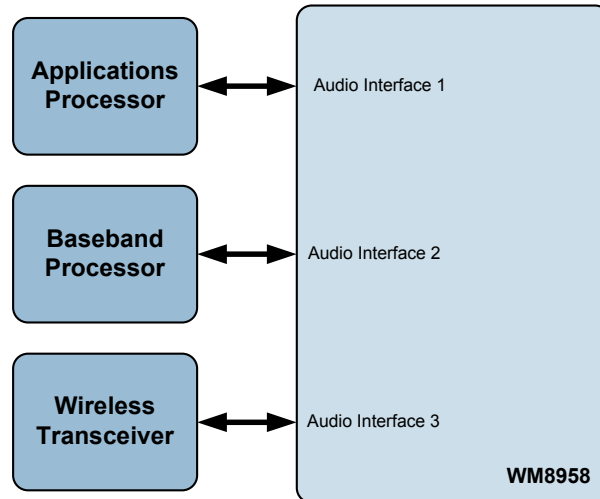 Applications
Processor
Audio Interface 1
Baseband
Processor
Audio Interface 2
Wireless
Transceiver
Audio Interface 3
WM8958